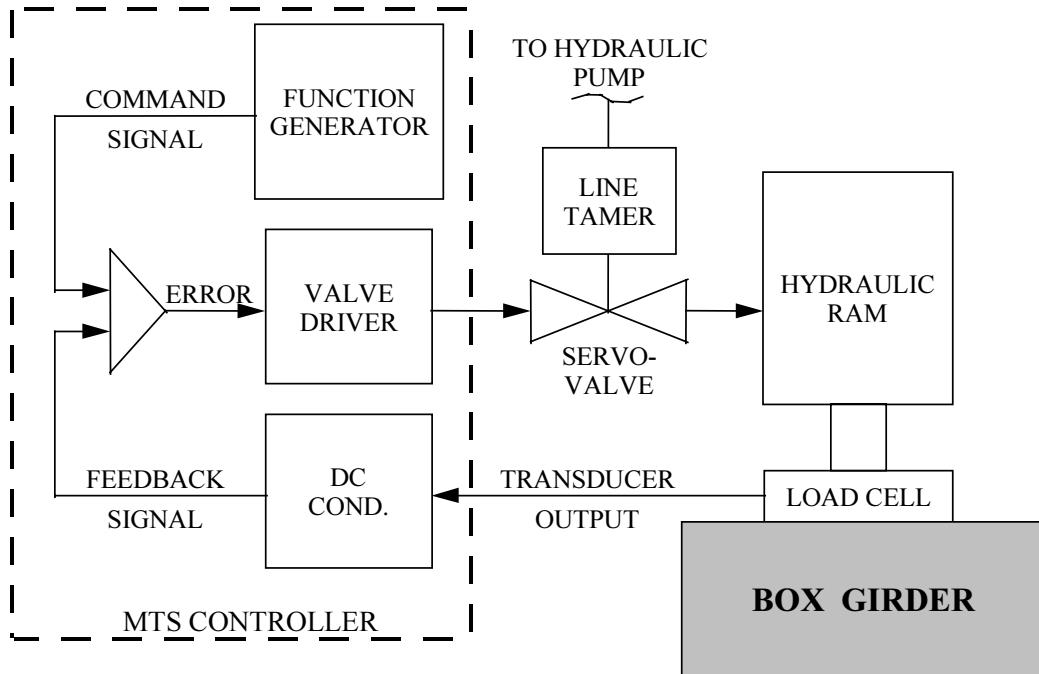 COMMAND
SIGNAL
FUNCTION
GENERATOR
TO HYDRAULIC
PUMP
LINE
TAMER
HYDRAULIC
RAM
ERROR
VALVE
DRIVER
SERVO-
VALVE
FEEDBACK
SIGNAL
DC
COND.
TRANSDUCER
OUTPUT
LOAD CELL
BOX GIRDER
MTS CONTROLLER